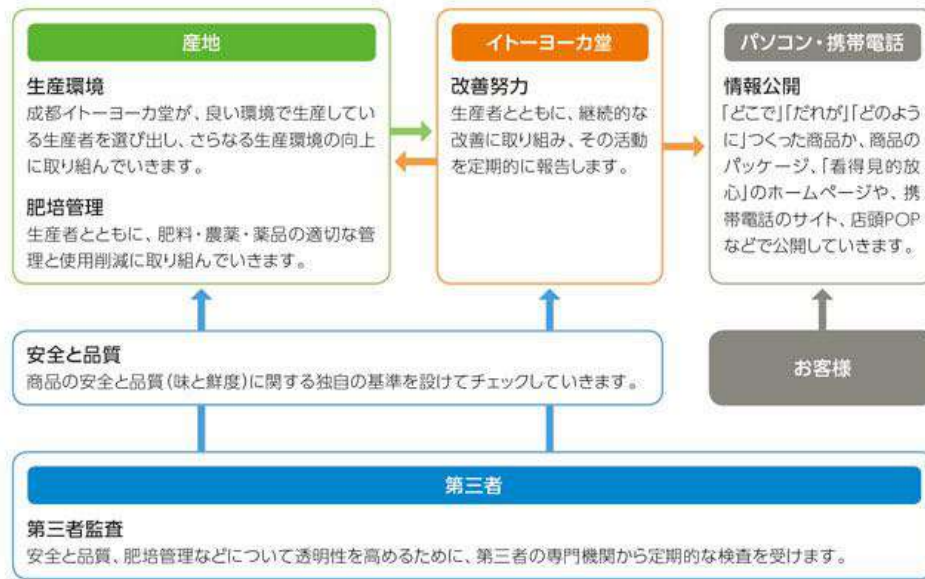 産地
生産環境
成都イトーヨーカ堂が、良い環境で生産してい
る生産者を選び出し、さらなる生産環境の向上
に取り組んでいきます。
肥培管理
生産者とともに、肥料・農薬・薬品の適切な管
理と使用削減に取り組んでいきます。
イトーヨーカ堂
改善努力
生産者とともに、継続的な
改善に取り組み、その活動
を定期的に報告します。
パソコン・携帯電話
情報公開
「どこで」「だれが」「どのよう
に」つくった商品か、商品の
パッケージ、「看得見的放
心」のホームページや、携
帯電話のサイト、店頭POP
などで公開していきます。
安全と品質
商品の安全と品質(味と鮮度)に関する独自の基準を設けてチェックしていきます。
お客様
第三者
第三者監査
安全と品質、肥培管理などについて透明性を高めるために、第三者の専門機関から定期的な検査を受けます。